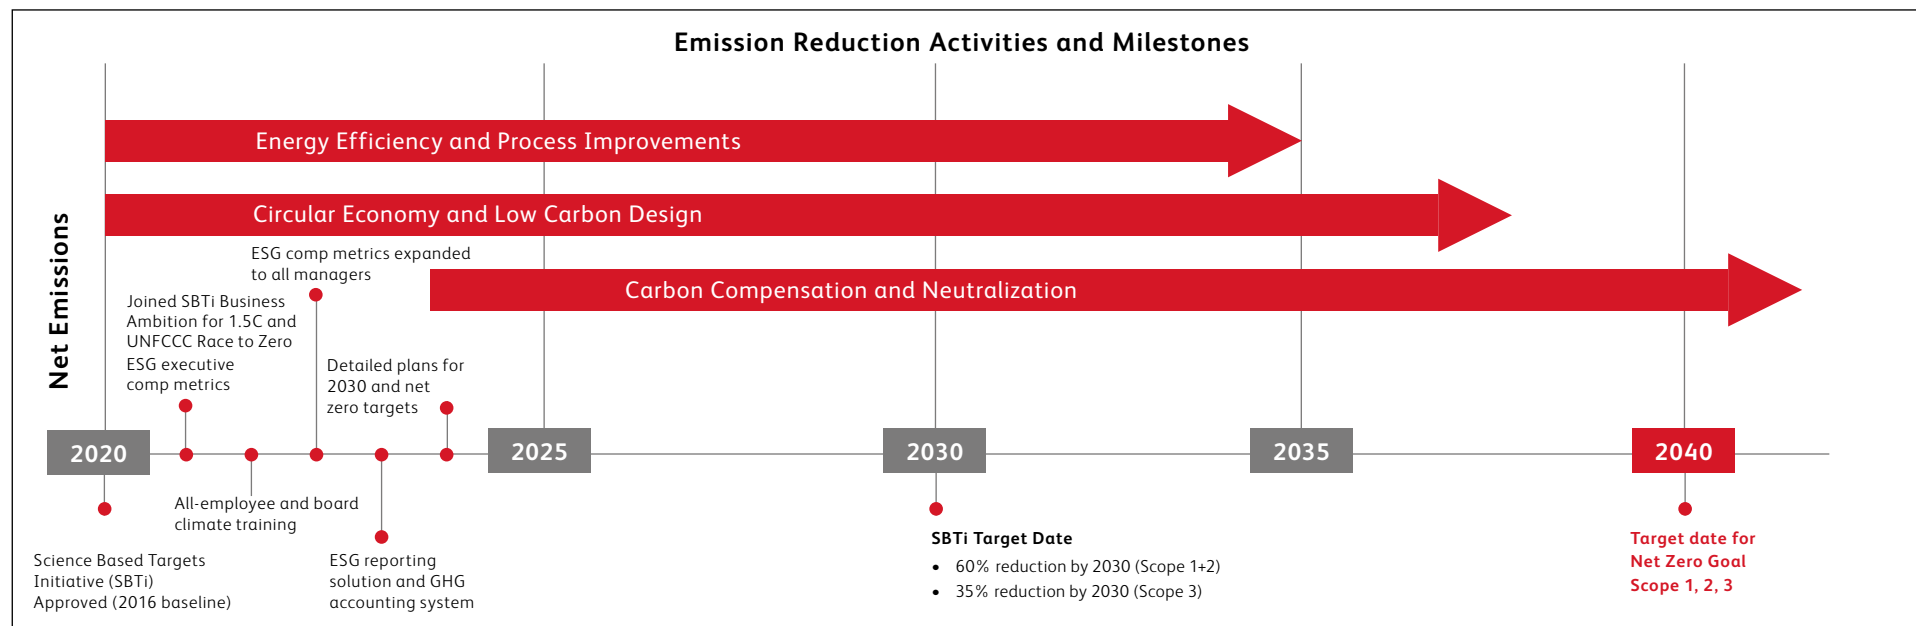 Emission Reduction Activities and Milestones
Net Emissions
Energy Efficiency and Process Improvements
Circular Economy and Low Carbon Design
Carbon Compensation and Neutralization
ESG comp metrics expanded
to all managers
Joined SBTi Business
Ambition for 1.5C and
UNFCCC Race to Zero
ESG executive
comp metrics
Detailed plans for
2030 and net
zero targets
2020
2025
2030
2035
2040
All-employee and board
climate training
Science Based Targets
Initiative (SBTi)
Approved (2016 baseline)
ESG reporting
solution and GHG
accounting system
SBTi Target Date
• 60% reduction by 2030 (Scope 1+2)
• 35% reduction by 2030 (Scope 3)
Target date for
Net Zero Goal
Scope 1, 2, 3